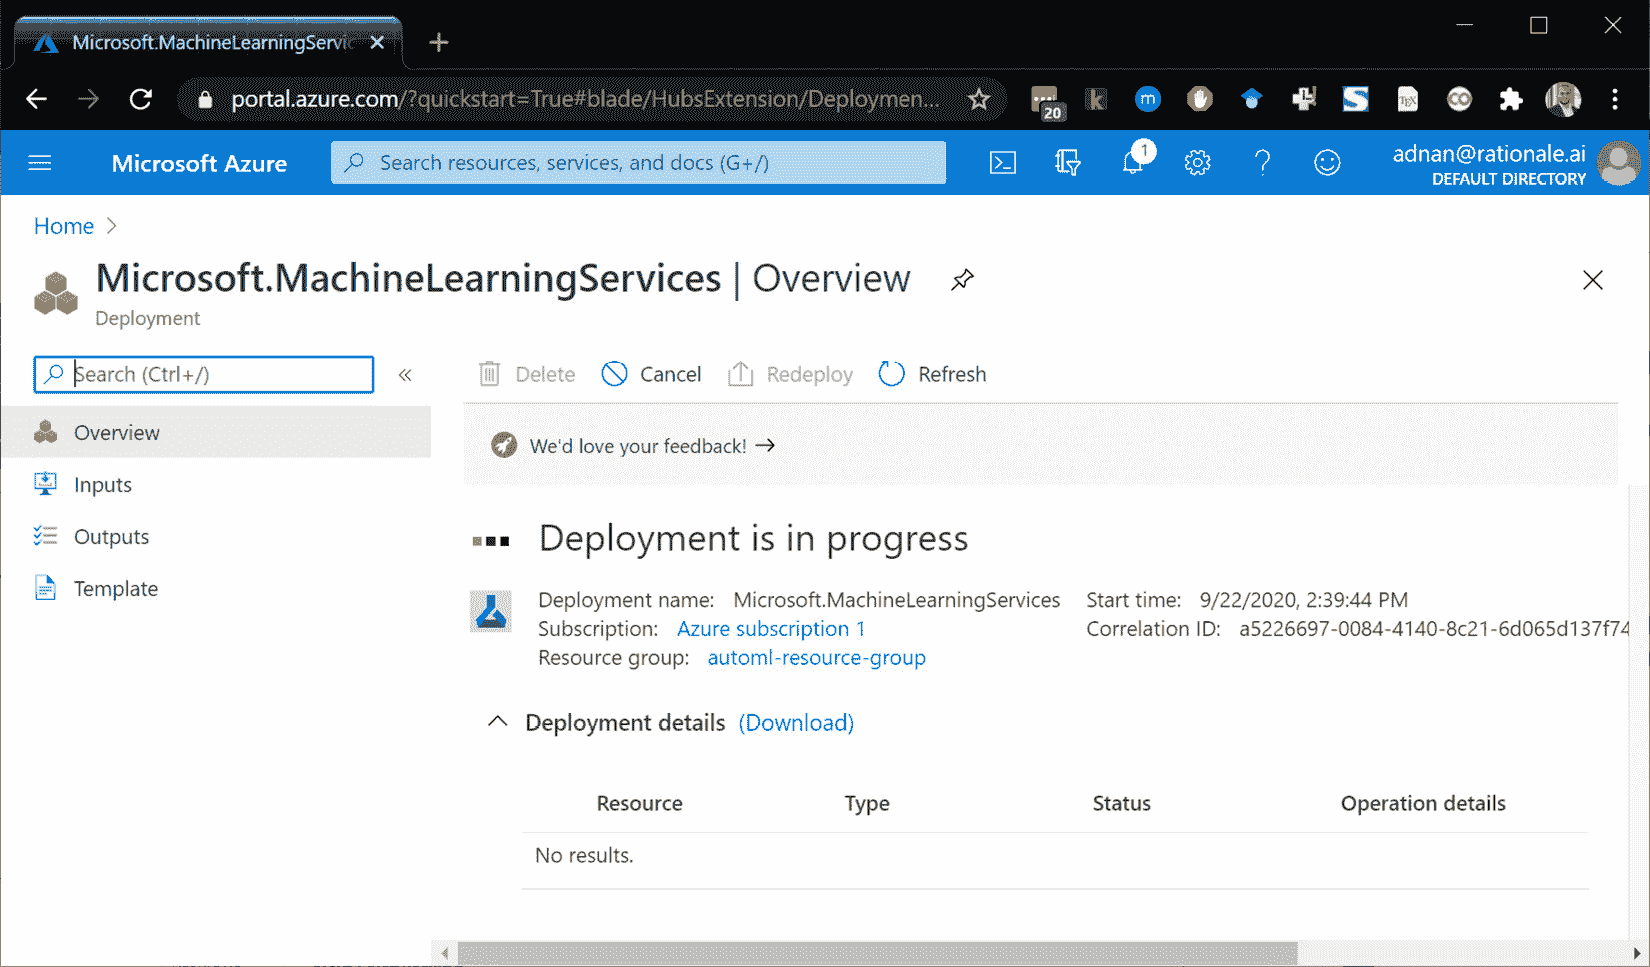 Microsoft.MachineLearningServic
portal.azure.com/?quickstart=True#blade/HubsExtension/Deploymen...
20
k
m
S
TEX
CO
Microsoft Azure
Search resources, services, and docs (G+/)
1
adnan@rationale.ai
DEFAULT DIRECTORY
Home
Microsoft.MachineLearningServices | Overview
Deployment
Search (Ctrl+/)
«
Delete
Cancel
Redeploy
Refresh
Overview
Inputs
Outputs
Template
We'd love your feedback! →
Deployment is in progress
Deployment name: Microsoft.MachineLearningServices
Start time: 9/22/2020, 2:39:44 PM
Subscription: Azure subscription 1
Correlation ID: a5226697-0084-4140-8c21-6d065d137f74
Resource group: automl-resource-group
Deployment details (Download)
Resource Type Status Operation details
No results.